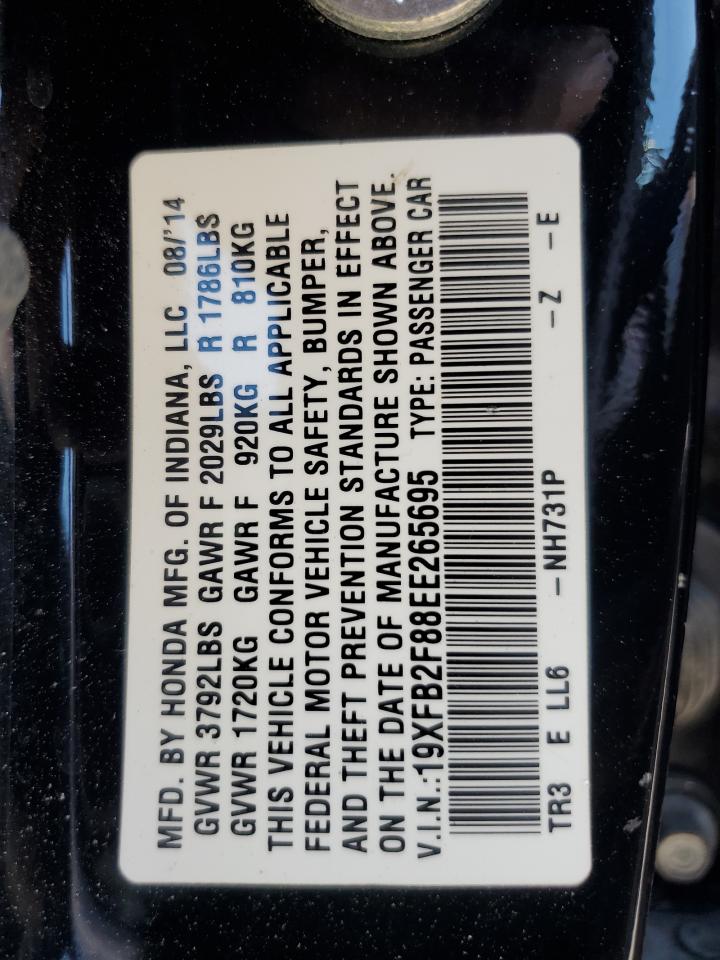 MFD. BY HONDA MFG. OF INDIANA, LLC 08/'14
GVWR 3792LBS GAWR F 2029LBS R 1786LBS
GVWR 1720KG GAWR F 920KG R 810KG
THIS VEHICLE CONFORMS TO ALL APPLICABLE
FEDERAL MOTOR VEHICLE SAFETY, BUMPER,
AND THEFT PREVENTION STANDARDS IN EFFECT
ON THE DATE OF MANUFACTURE SHOWN ABOVE.
V.I.N.:19XFB2F88EE265695 TYPE: PASSENGER CAR
TR3 E LL6 -NH731P -Z -E